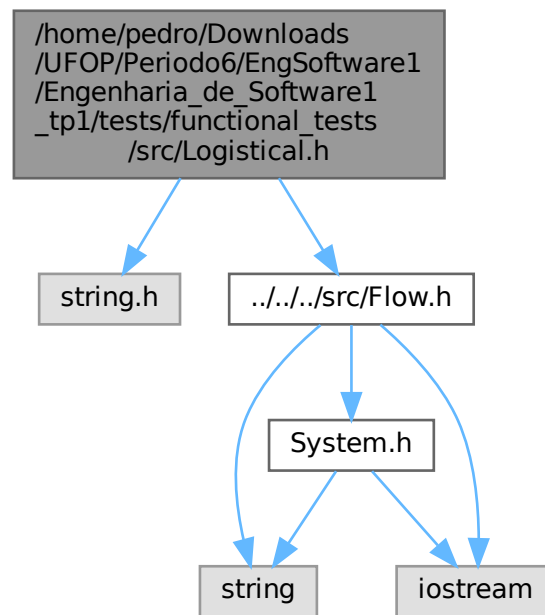 /home/pedro/Downloads
/UFOP/Periodo6/EngSoftware1
/Engenharia_de_Software1
_tp1/tests/functional_tests
/src/Logistical.h
string.h
../../../src/Flow.h
System.h
string
iostream